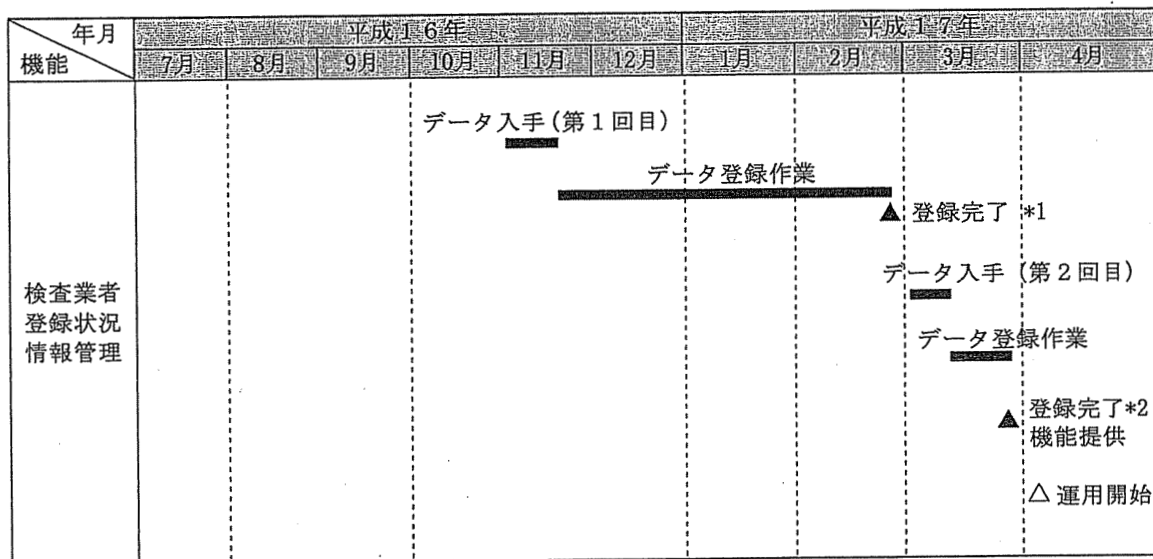 年月
機能
平成16年
平成17年
7月 8月 9月 10月 11月 12月 1月 2月 3月 4月
データ入手(第1回目)
データ登録作業
▲ 登録完了 *1
データ入手(第2回目)
検査業者
登録状況
情報管理
データ登録作業
▲ 登録完了*2
機能提供
△ 運用開始